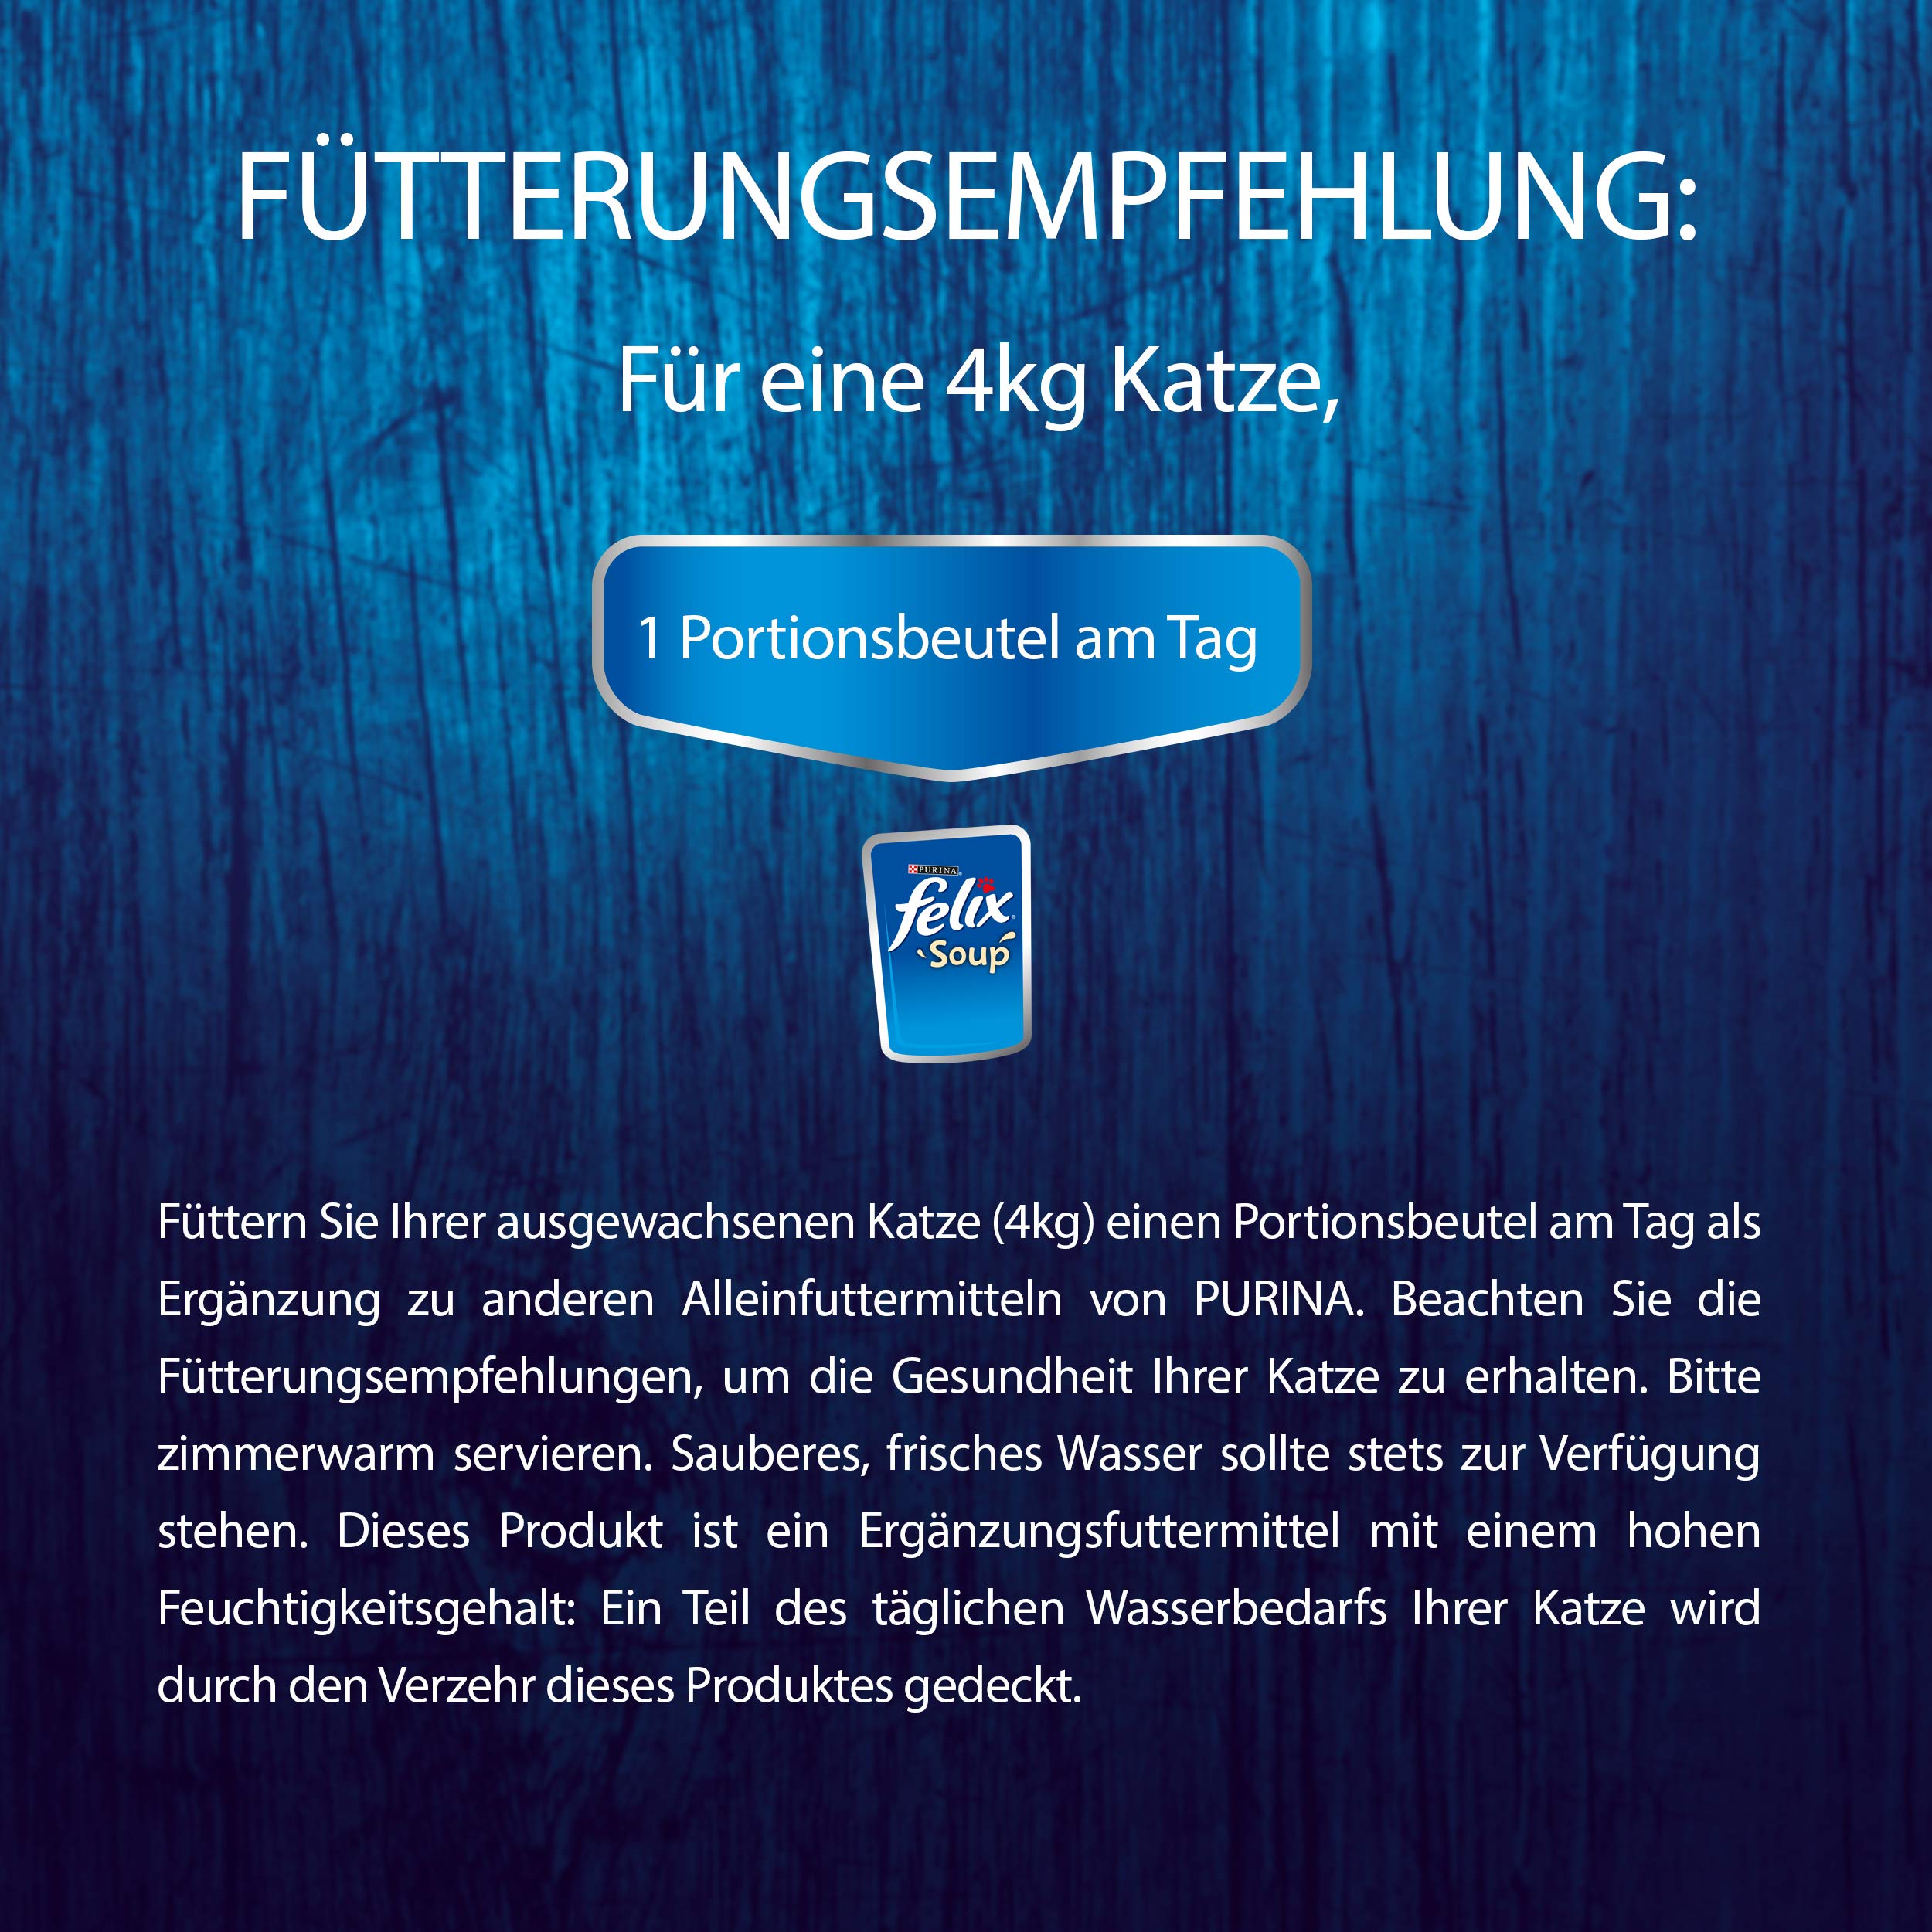 FÜTTERUNGSEMPFEHLUNG:
Für eine 4kg Katze,
1 Portionsbeutel am Tag
PURINA
felix
Soup
Füttern Sie Ihrer ausgewachsenen Katze (4kg) einen Portionsbeutel am Tag als
Ergänzung zu anderen Alleinfuttermitteln von PURINA. Beachten Sie die
Fütterungsempfehlungen, um die Gesundheit Ihrer Katze zu erhalten. Bitte
zimmerwarm servieren. Sauberes, frisches Wasser sollte stets zur Verfügung
stehen. Dieses Produkt ist ein Ergänzungsfuttermittel mit einem hohen
Feuchtigkeitsgehalt: Ein Teil des täglichen Wasserbedarfs Ihrer Katze wird
durch den Verzehr dieses Produktes gedeckt.